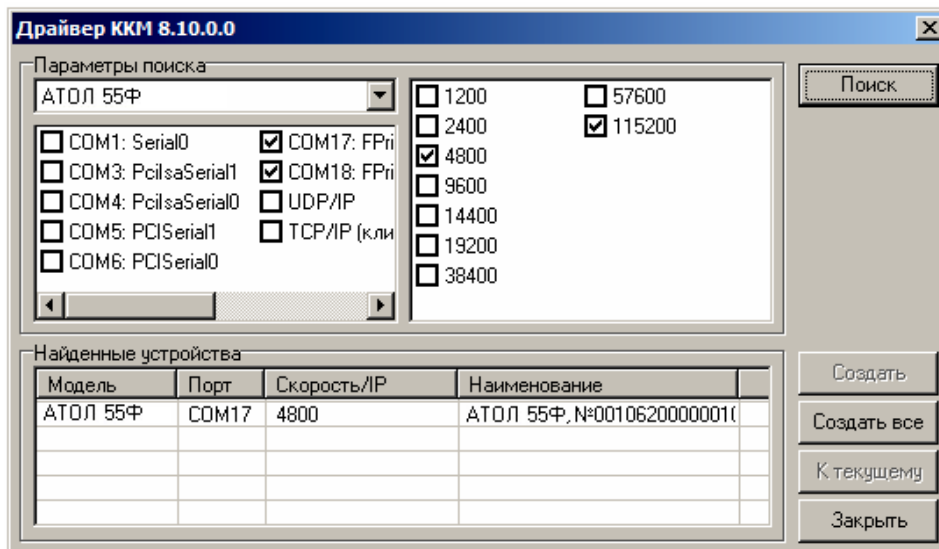 Драйвер ККМ 8.10.0.0
Параметры поиска
АТОЛ 55Ф
COM1: Serial0
COM3: PcilsaSerial1
COM4: PcilsaSerial0
COM5: PCISerial1
COM6: PCISerial0
COM17: FPri
COM18: FPri
UDP/IP
TCP/IP (кли
1200
2400
4800
9600
14400
19200
38400
57600
115200
Поиск
Найденные устройства
Модель Порт Скорость/IP Наименование
АТОЛ 55Ф COM17 4800 АТОЛ 55Ф, №0010620000001(
Создать
Создать все
К текущему
Закрыть